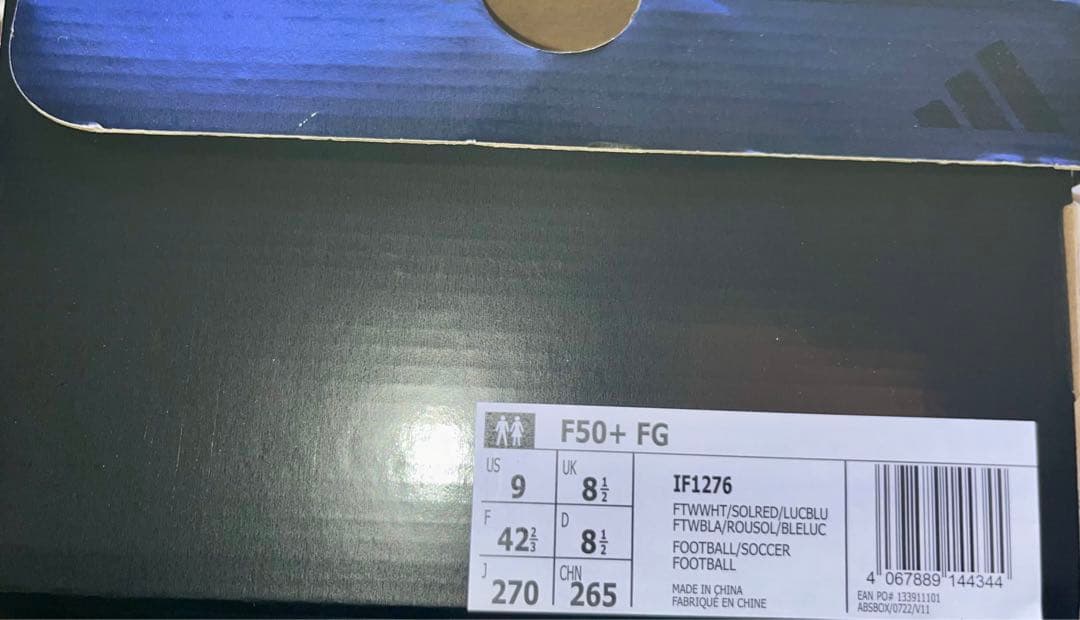 F50+ FG
US 9
UK 8½
F 42⅔
D 8½
J 270
CHN 265
IF1276
FTWWHT/SOLRED/LUCBLU
FTWBLA/ROUSOL/BLELUC
FOOTBALL/SOCCER
FOOTBALL
MADE IN CHINA
FABRIQUÉ EN CHINE
4 067889 144344
EAN PO# 133911101
ABSBOX/0722/V11